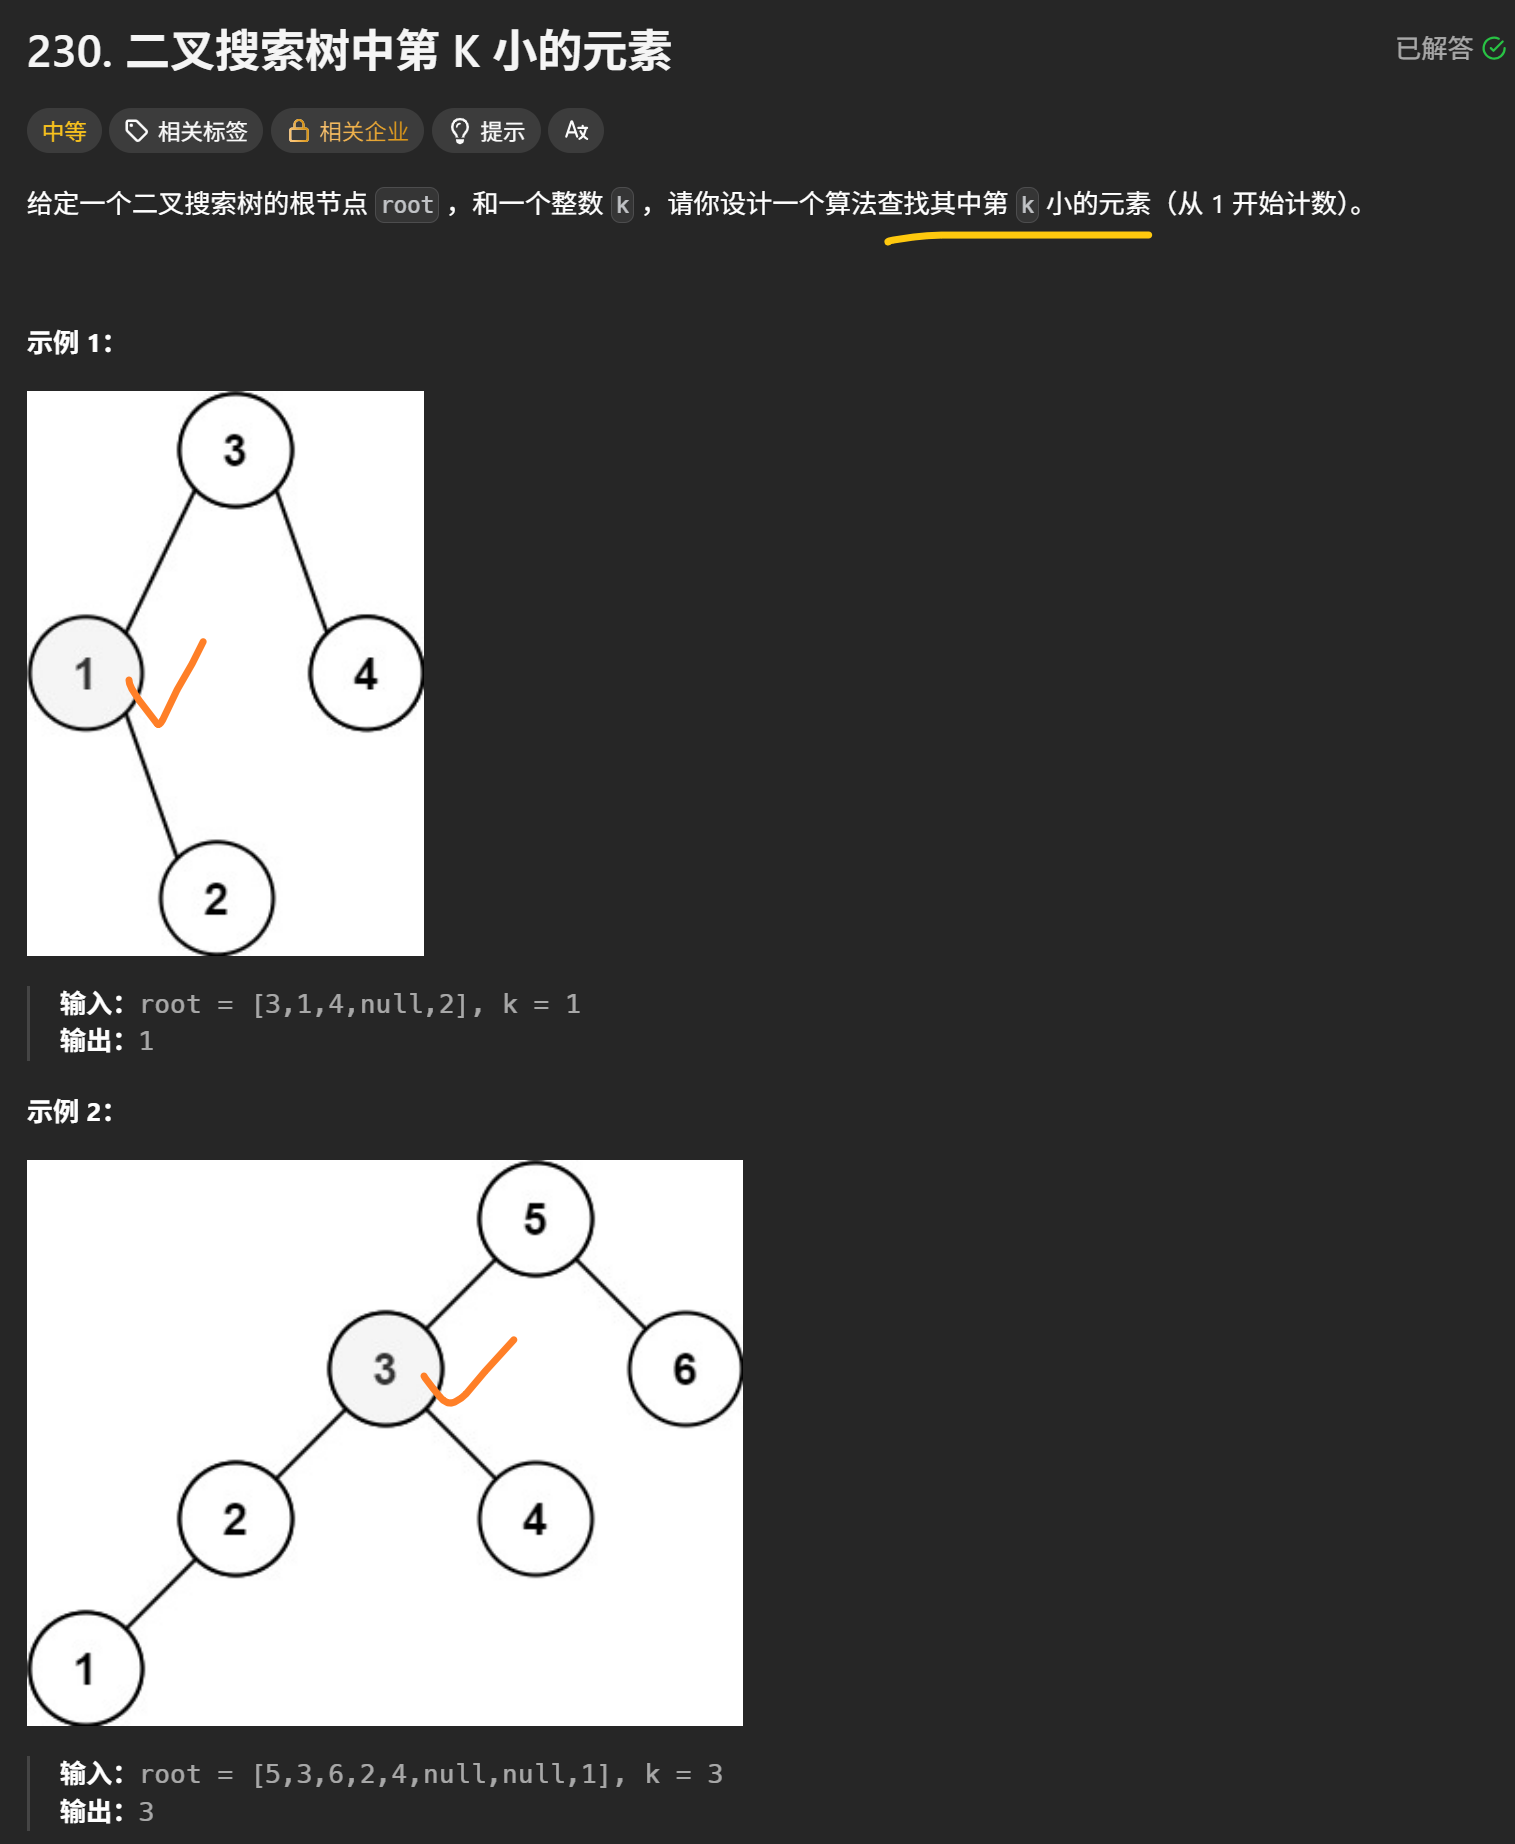 230. 二叉搜索树中第 K 小的元素
已解答
中等 相关标签 相关企业 提示
给定一个二叉搜索树的根节点 root ，和一个整数 k ，请你设计一个算法查找其中第 k 小的元素（从 1 开始计数）。
示例 1：
3
1
4
2
输入：root = [3,1,4,null,2], k = 1
输出：1
示例 2：
5
3
6
2
4
1
输入：root = [5,3,6,2,4,null,null,1], k = 3
输出：3